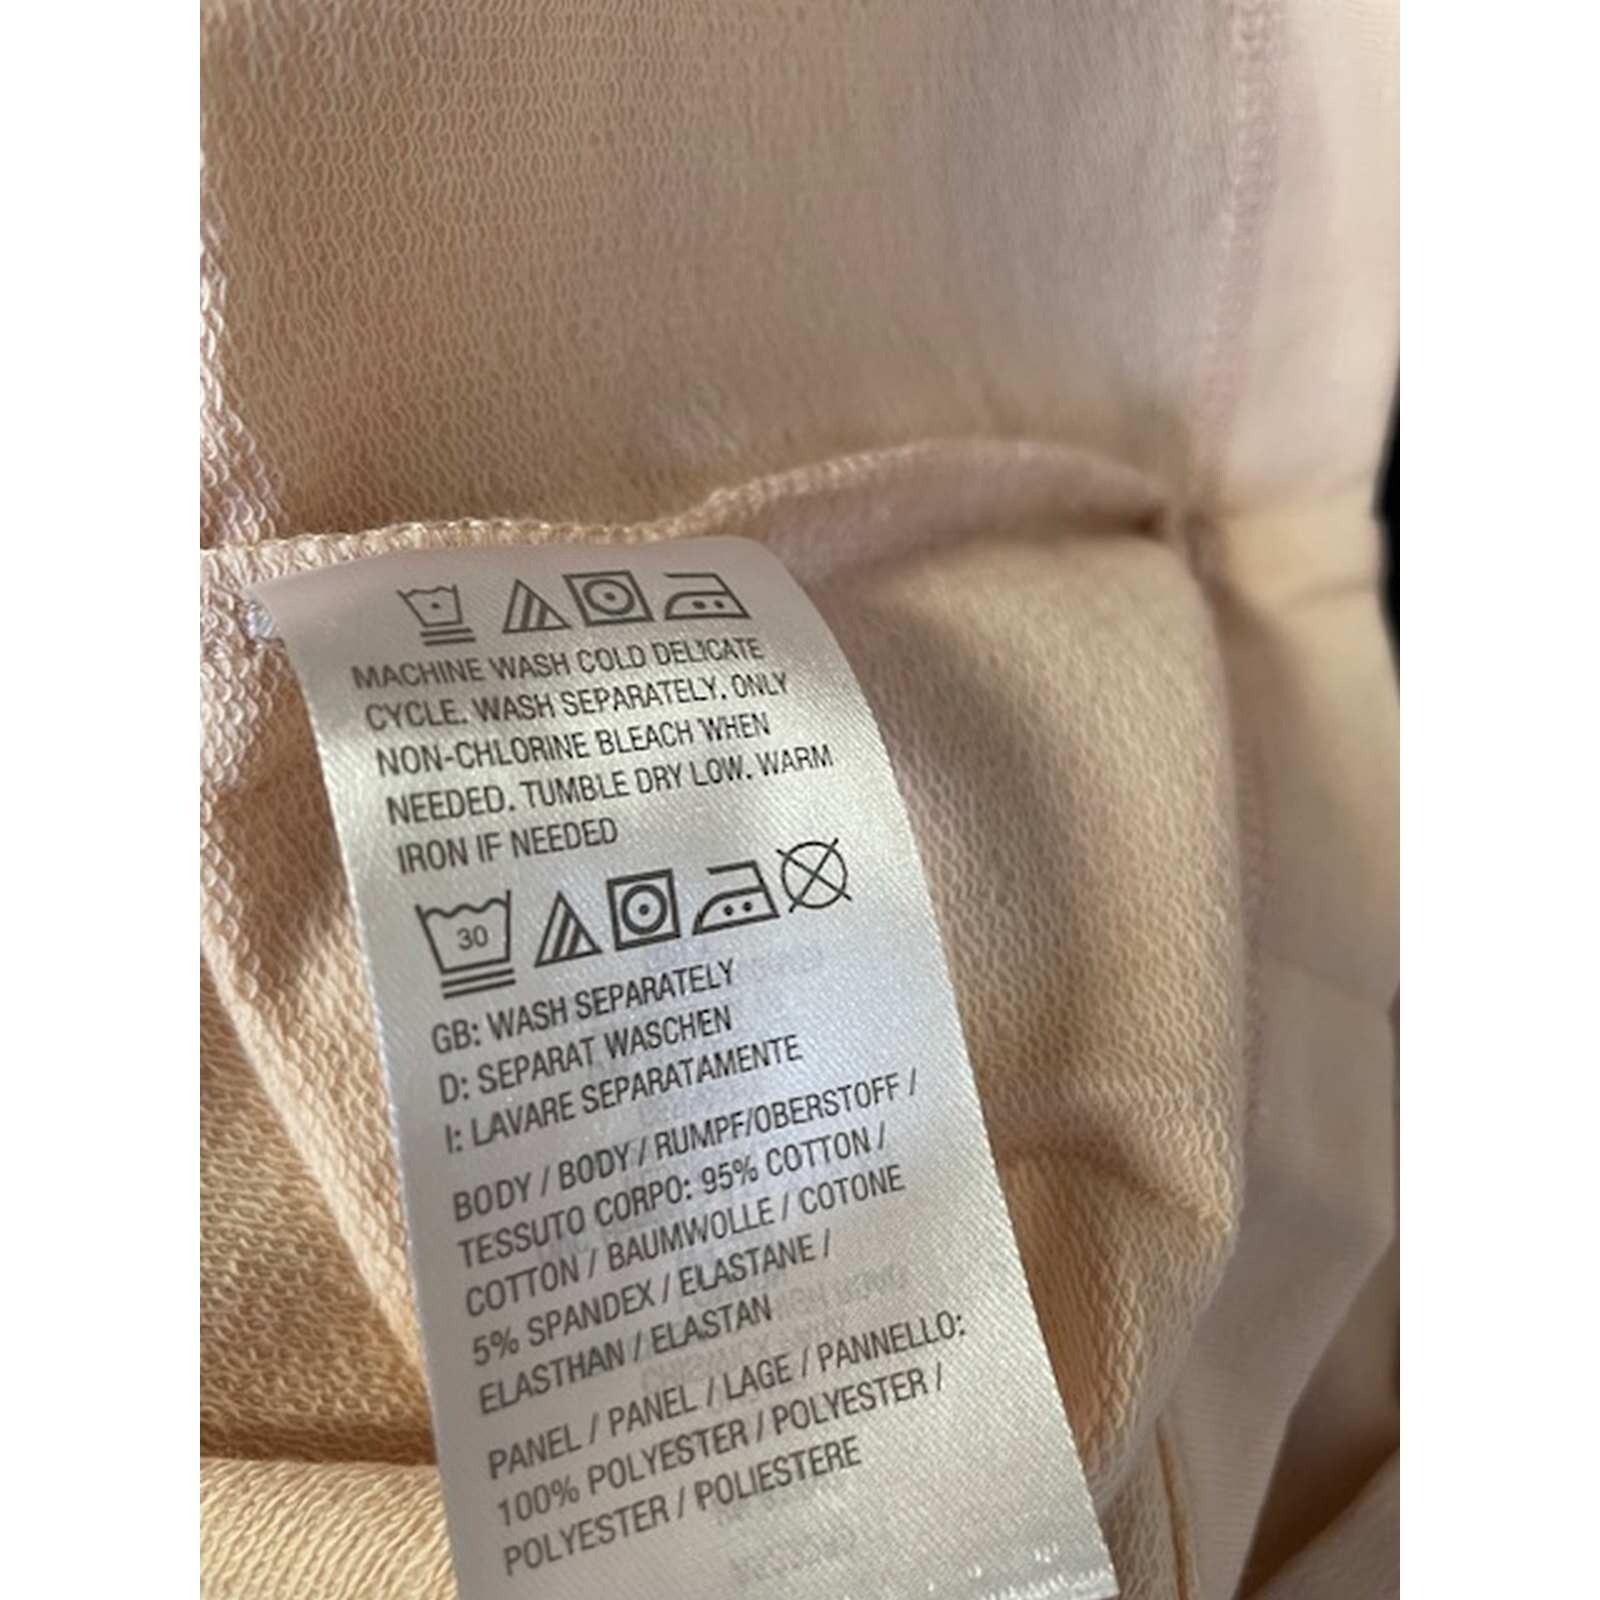 MACHINE WASH COLD DELICATE
CYCLE. WASH SEPARATELY. ONLY
NON-CHLORINE BLEACH WHEN
NEEDED. TUMBLE DRY LOW. WARM
IRON IF NEEDED
30
GB: WASH SEPARATELY
D: SEPARAT WASCHEN
I: LAVARE SEPARATAMENTE
BODY / BODY / RUMPF/OBERSTOFF /
TESSUTO CORPO: 95% COTTON /
COTTON / BAUMWOLLE / COTONE
5% SPANDEX / ELASTANE /
ELASTHAN / ELASTAN
PANEL / PANEL / LAGE / PANNELLO:
100% POLYESTER / POLYESTER /
POLYESTER / POLIESTERE